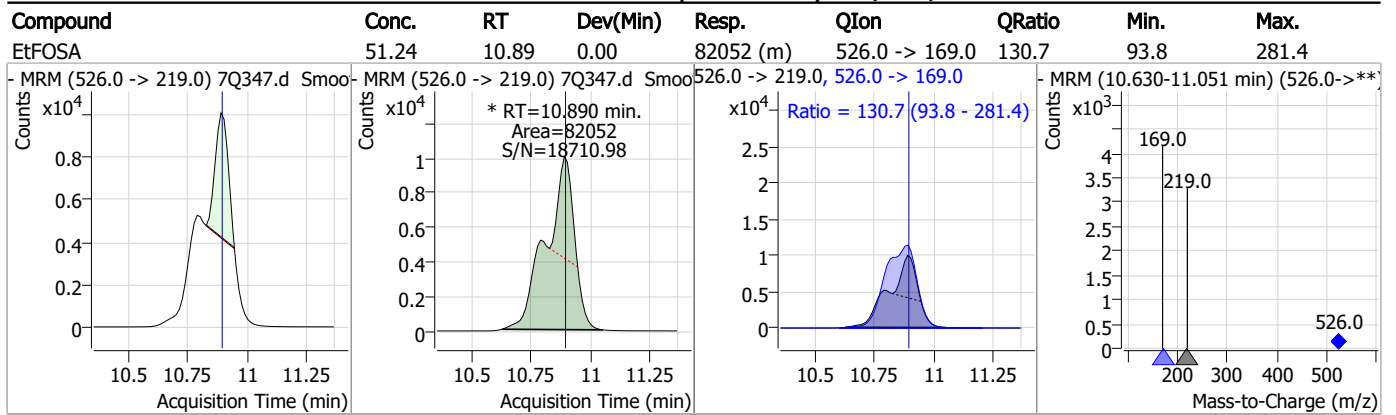 Compound Conc. RT Dev(Min) Resp. QIon QRatio Min. Max.
EtFOSA 51.24 10.89 0.00 82052 (m) 526.0 -> 169.0 130.7 93.8 281.4
- MRM (526.0 -> 219.0) 7Q347.d Smoo
Counts
x10⁴
0.8
0.6
0.4
0.2
0
10.5 10.75 11 11.25
Acquisition Time (min)
- MRM (526.0 -> 219.0) 7Q347.d Smoo
Counts
x10⁴
* RT=10.890 min.
Area=82052
S/N=18710.98
1
0.8
0.6
0.4
0.2
0
10.5 10.75 11 11.25
Acquisition Time (min)
526.0 -> 219.0, 526.0 -> 169.0
x10⁴
Ratio = 130.7 (93.8 - 281.4)
2.5
2
1.5
1
0.5
0
10.5 10.75 11 11.25
Acquisition Time (min)
- MRM (10.630-11.051 min) (526.0->**)
Counts
x10³
169.0
4
219.0
3.5
3
2.5
2
1.5
1
0.5
526.0
0
200 300 400 500
Mass-to-Charge (m/z)